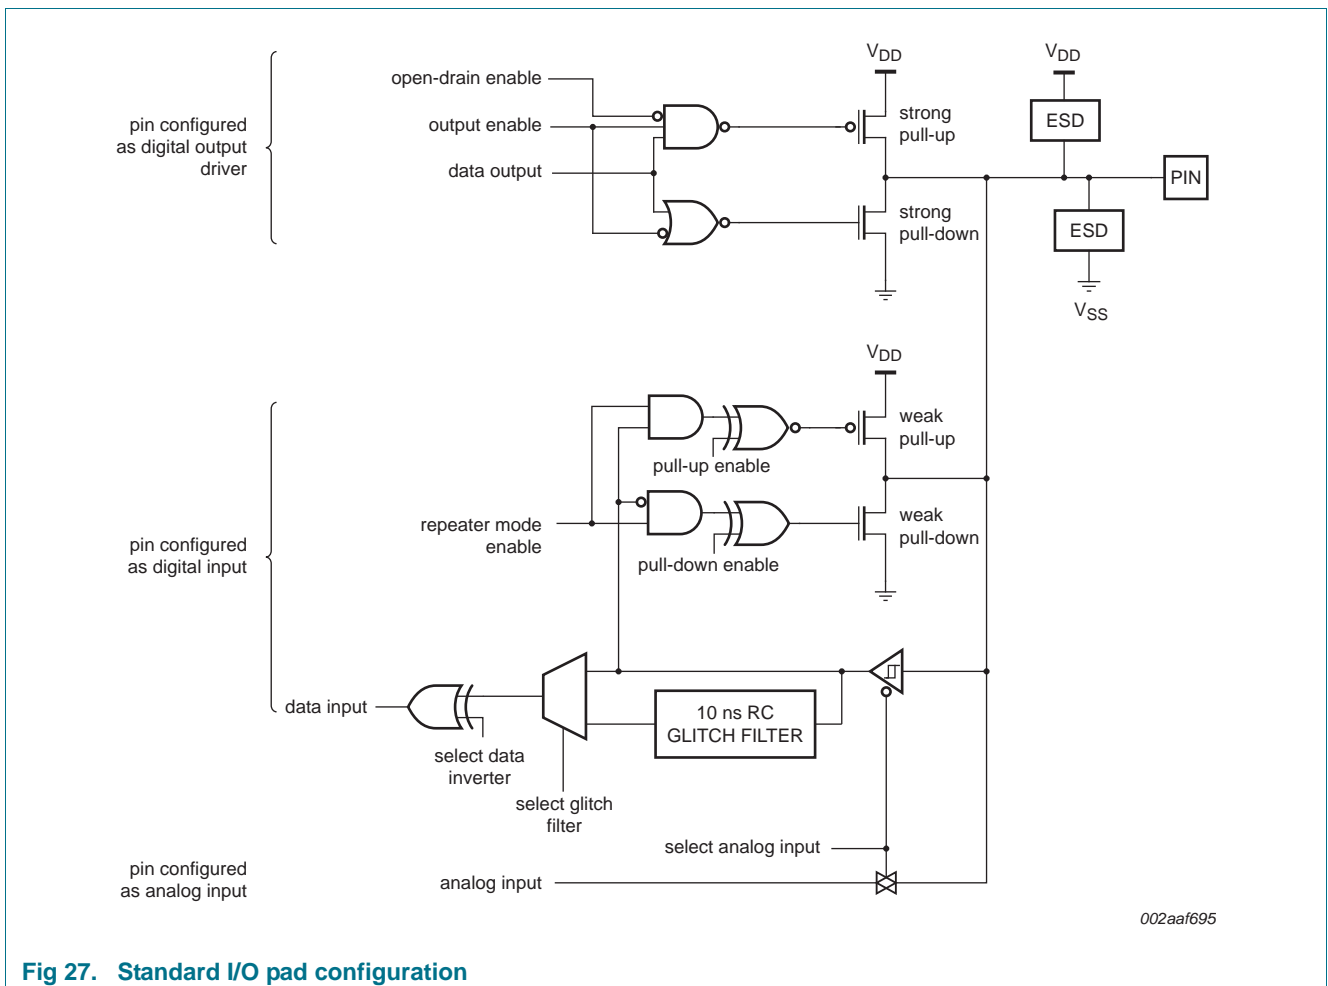 VDD
VDD
open-drain enable
strong
pull-up
ESD
pin configured
as digital output
driver
output enable
data output
PIN
strong
pull-down
ESD
VSS
VDD
weak
pull-up
pull-up enable
repeater mode
enable
weak
pull-down
pin configured
as digital input
pull-down enable
data input
10 ns RC
GLITCH FILTER
select data
inverter
select glitch
filter
select analog input
pin configured
as analog input
analog input
002aaf695
Fig 27. Standard I/O pad configuration